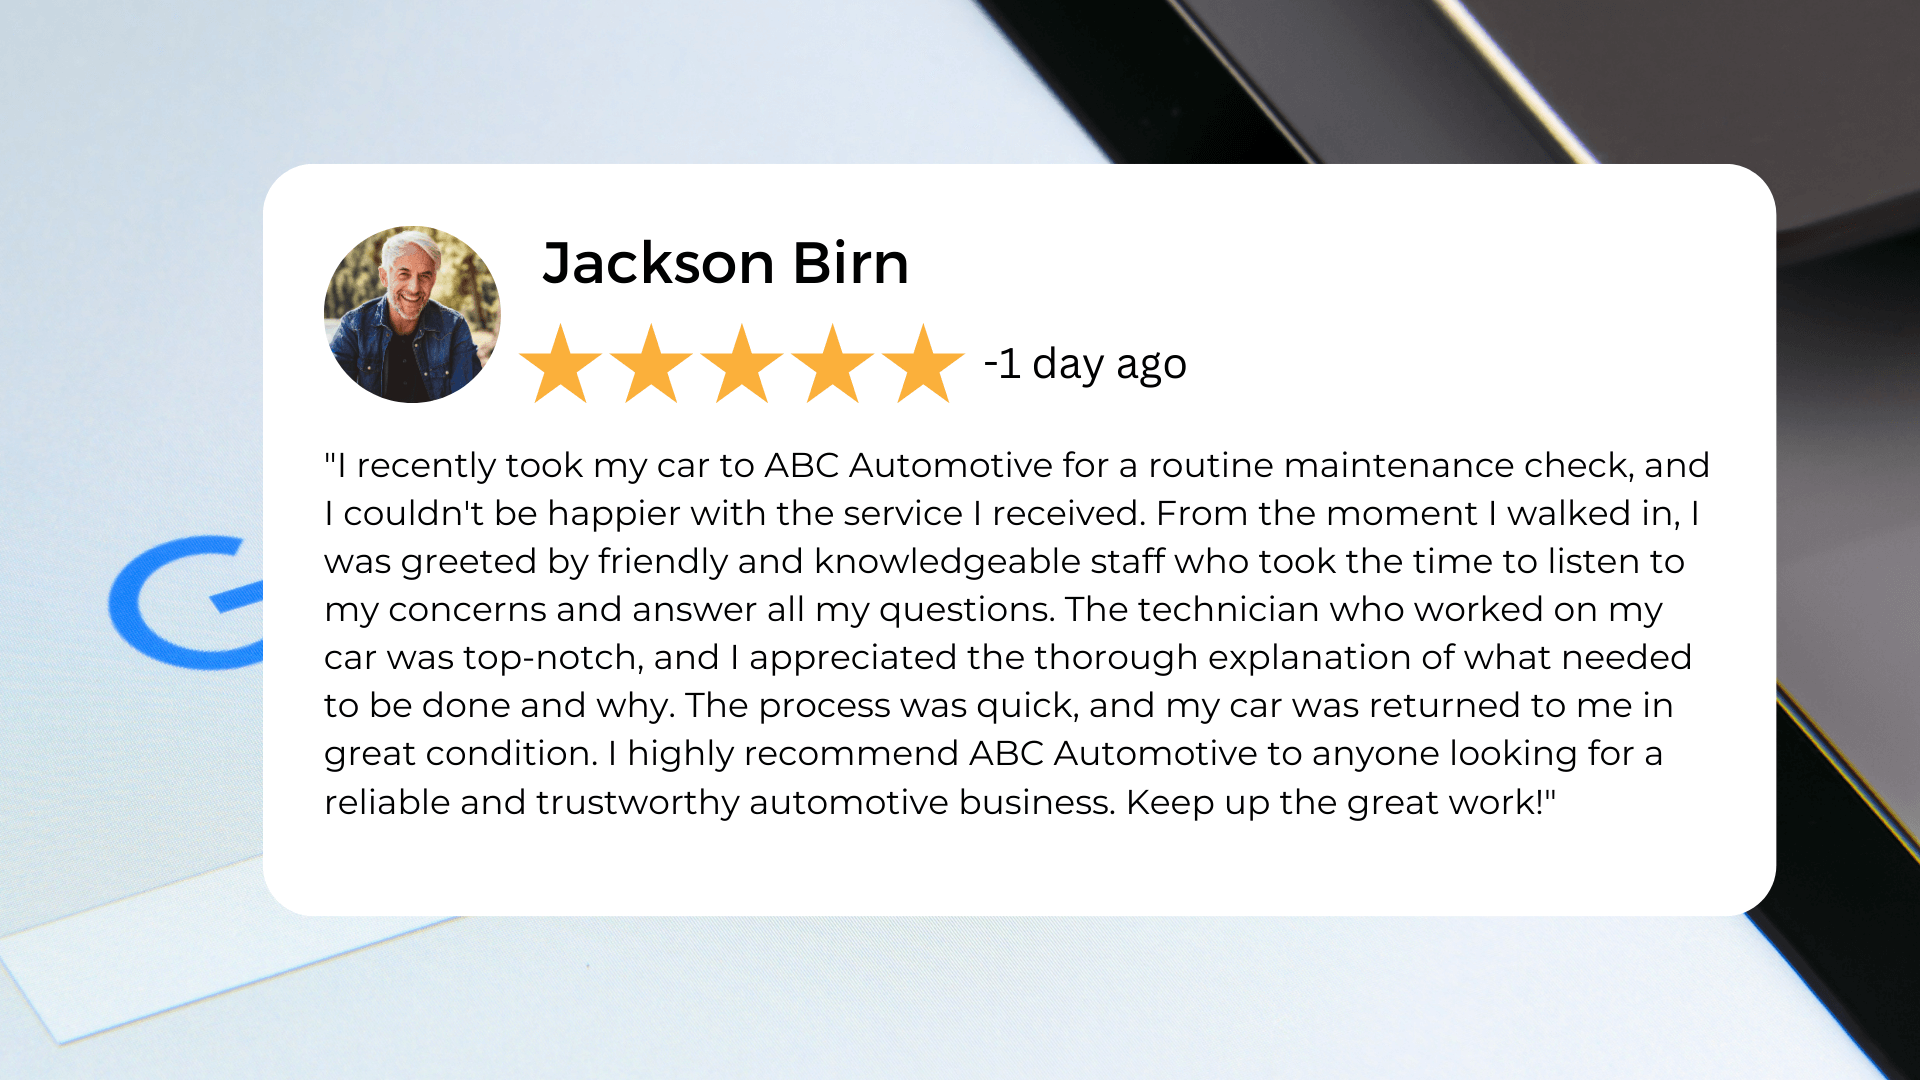 Jackson Birn
-1 day ago
"I recently took my car to ABC Automotive for a routine maintenance check, and
I couldn't be happier with the service I received. From the moment I walked in, I
was greeted by friendly and knowledgeable staff who took the time to listen to
my concerns and answer all my questions. The technician who worked on my
car was top-notch, and I appreciated the thorough explanation of what needed
to be done and why. The process was quick, and my car was returned to me in
great condition. I highly recommend ABC Automotive to anyone looking for a
reliable and trustworthy automotive business. Keep up the great work!"
G